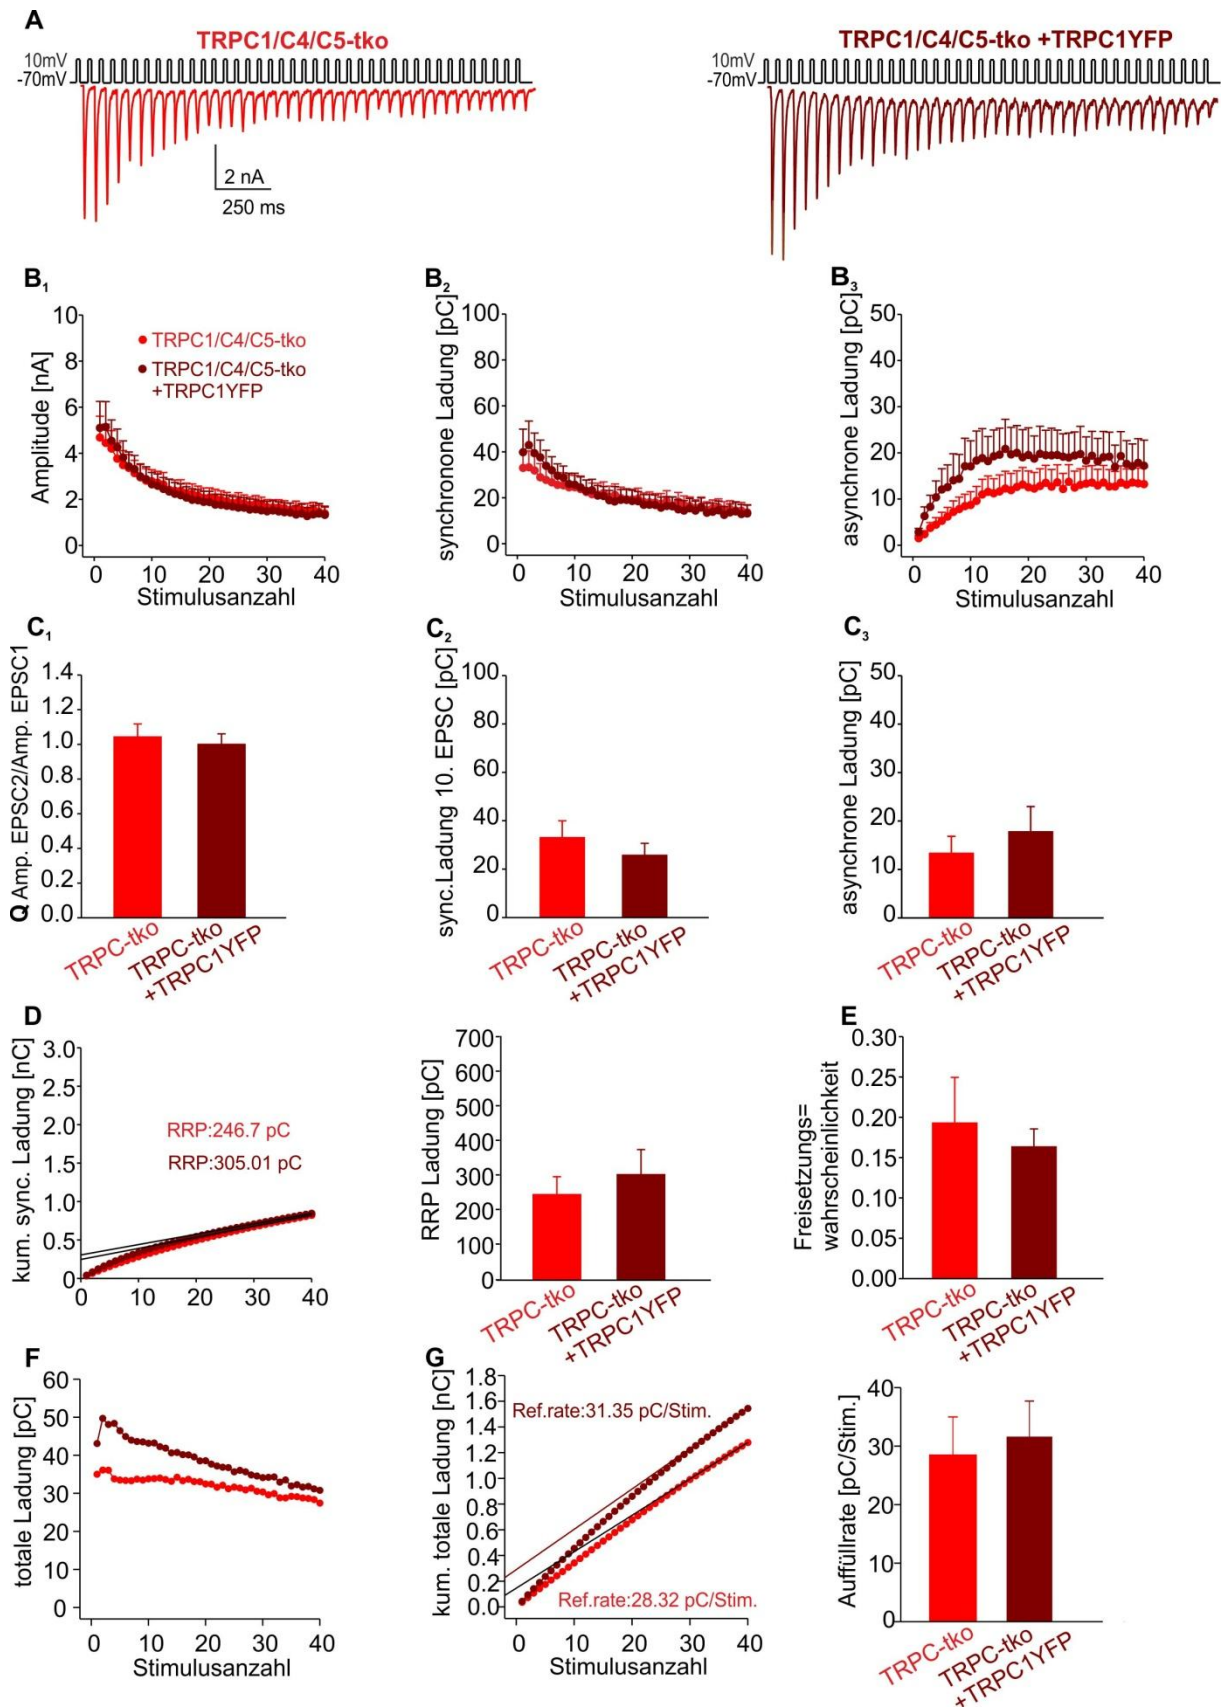 A
TRPC1/C4/C5-tko
10mV
-70mV
2 nA
250 ms
TRPC1/C4/C5-tko +TRPC1YFP
10mV
-70mV
B1
Amplitude [nA]
10
8
6
4
2
0
TRPC1/C4/C5-tko
TRPC1/C4/C5-tko
+TRPC1YFP
0 10 20 30 40
Stimulusanzahl
B2
synchronone Ladung [pC]
100
80
60
40
20
0
0 10 20 30 40
Stimulusanzahl
B3
asynchrone Ladung [pC]
50
40
30
20
10
0
0 10 20 30 40
Stimulusanzahl
C1
Q Amp. EPSC2/Amp. EPSC1
1.4
1.2
1.0
0.8
0.6
0.4
0.2
0.0
TRPC-tko
TRPC-tko
+TRPC1YFP
C2
sync.Ladung 10. EPSC [pC]
100
80
60
40
20
0
TRPC-tko
TRPC-tko
+TRPC1YFP
C3
asynchrone Ladung [pC]
50
40
30
20
10
0
TRPC-tko
TRPC-tko
+TRPC1YFP
D
kum. sync. Ladung [nC]
3.0
2.5
2.0
1.5
1.0
0.5
0
RRP:246.7 pC
RRP:305.01 pC
0 10 20 30 40
RRP Ladung [pC]
700
600
500
400
300
200
100
0
TRPC-tko
TRPC-tko
+TRPC1YFP
E
Freisetzungs=
wahrscheinlichkeit
0.30
0.25
0.20
0.15
0.10
0.05
0.00
TRPC-tko
TRPC-tko
+TRPC1YFP
F
totale Ladung [pC]
60
50
40
30
20
10
0
0 10 20 30 40
Stimulusanzahl
G
kum. totale Ladung [nC]
1.8
1.6
1.4
1.2
1.0
0.8
0.6
0.4
0.2
0.0
Ref.rate:31.35 pC/Stim.
Ref.rate:28.32 pC/Stim.
0 10 20 30 40
Stimulusanzahl
Auffüllrate [pC/Stim.]
40
30
20
10
0
TRPC-tko
TRPC-tko
+TRPC1YFP